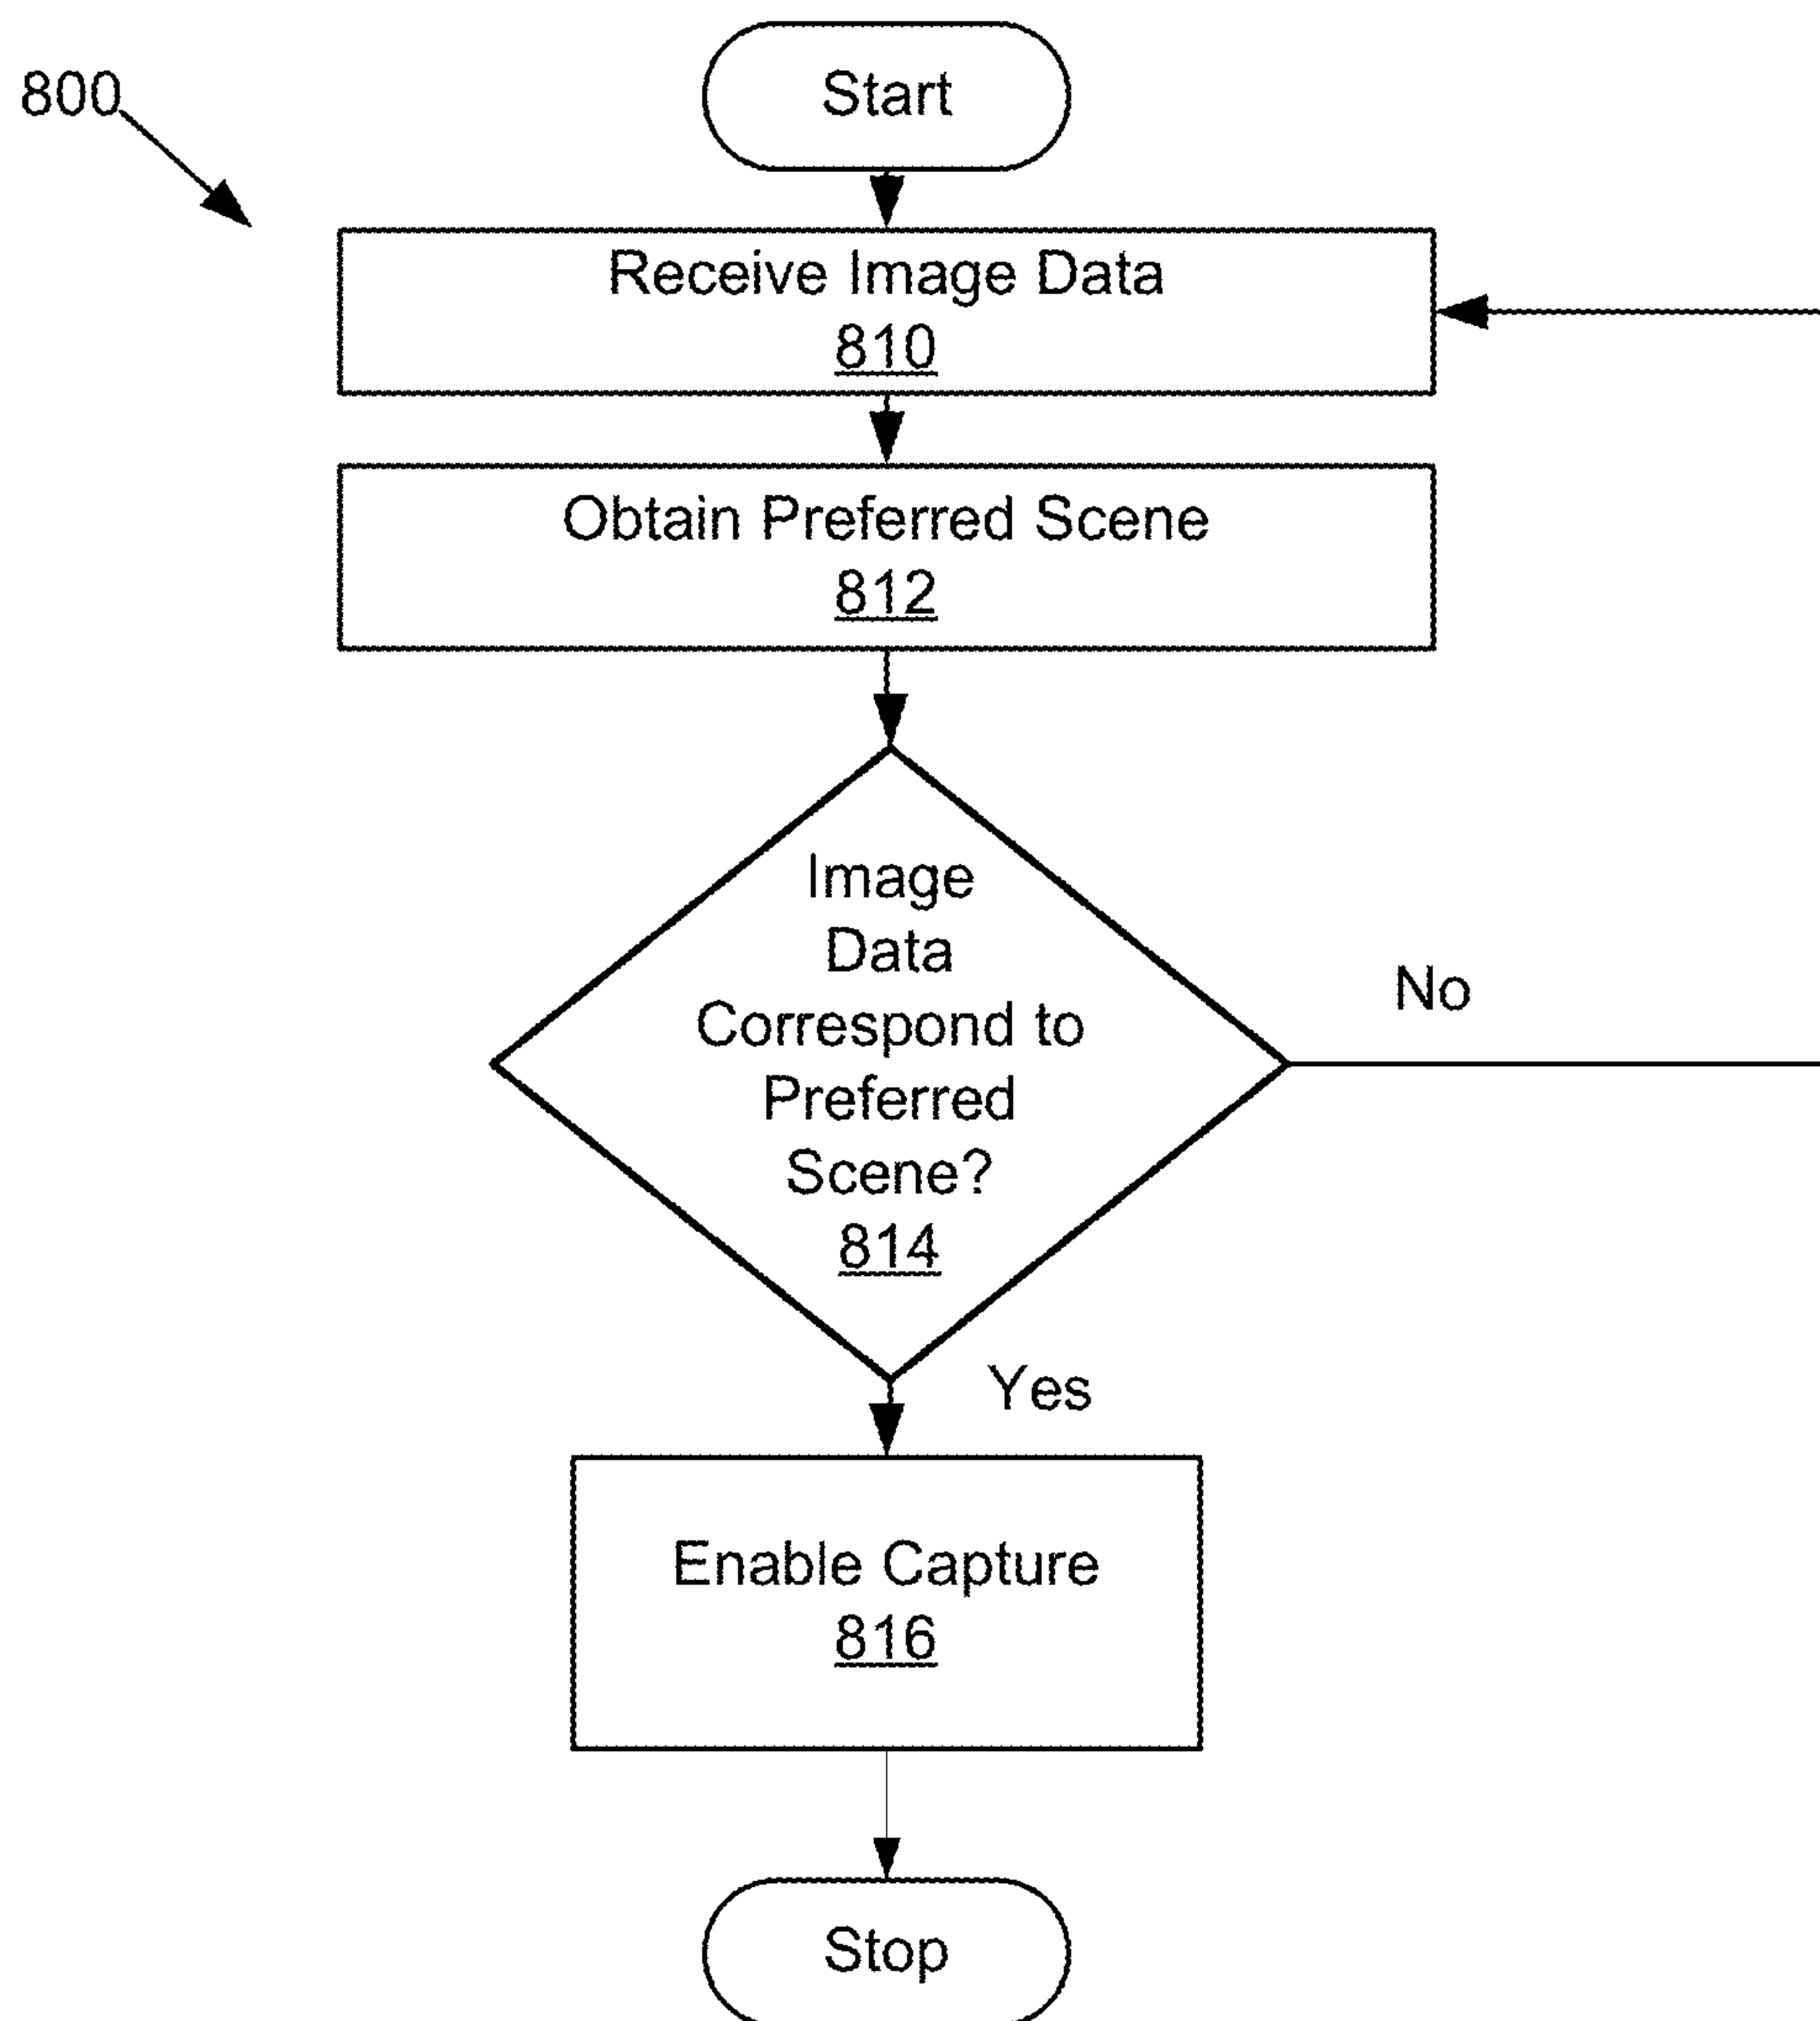 800
Start
Receive Image Data
810
Obtain Preferred Scene
812
Image
Data
Correspond to
Preferred
Scene?
814
No
Yes
Enable Capture
816
Stop